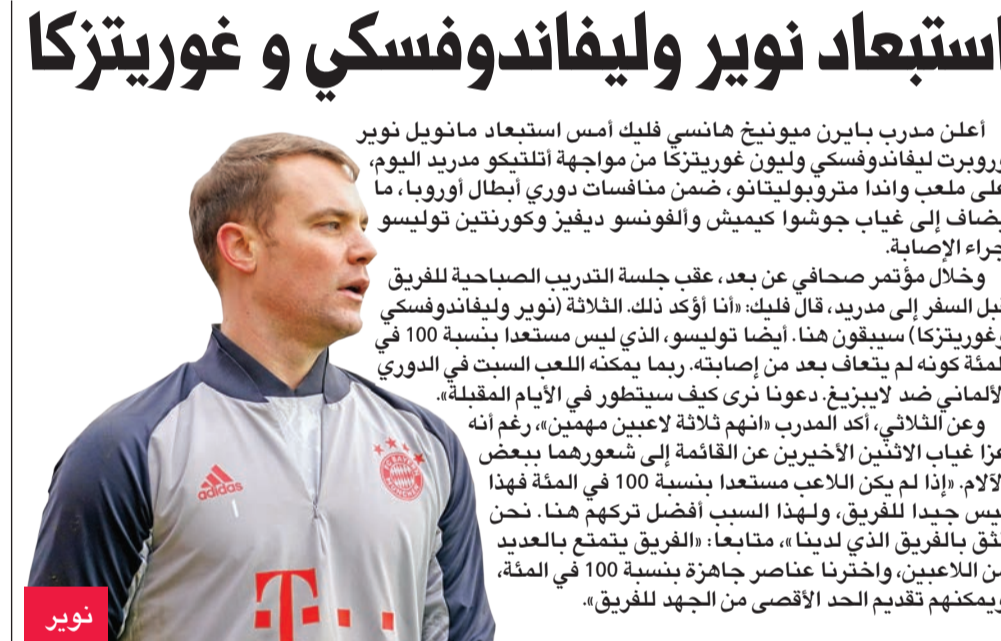 استبعاد نوير وليفاندوفسكي و غوريتزكا
أعلن مدرب بايرن ميونيخ هانسي فليك أمس استبعاد مانويل نوير
وروبرت ليفاندوفسكي وليون غوريتزكا من مواجهة أتلتيكو مدريد اليوم،
على ملعب واندا متروبوليتانو، ضمن منافسات دوري أبطال أوروبا، ما
يضاف إلى غياب جوشوا كيميش وألفونسو ديفيز وكورنتين توليسو
جراء الإصابة.
وخلال مؤتمر صحافي عن بعد، عقب جلسة التدريب الصباحية للفريق
قبل السفر إلى مدريد، قال فليك: «أنا أؤكد ذلك. الثلاثة (نوير وليفاندوفسكي
وغوريتزكا) سيبقون هنا. أيضا توليسو، الذي ليس مستعدا بنسبة 100 في
المئة كونه لم يتعاف بعد من إصابته. ربما يمكنه اللعب السبت في الدوري
الألماني ضد لايبزيغ. دعونا نرى كيف سيتطور في الأيام المقبلة».
وعن الثلاثي، أكد المدرب «انهم ثلاثة لاعبين مهمين»، رغم أنه
عزا غياب الاثنين الأخيرين عن القائمة إلى شعورهما ببعض
الآلام. «إذا لم يكن اللاعب مستعدا بنسبة 100 في المئة فهذا
ليس جيدا للفريق، ولهذا السبب أفضل تركهم هنا. نحن
نثق بالفريق الذي لدينا»، متابعا: «الفريق يتمتع بالعديد
من اللاعبين، واخترنا عناصر جاهزة بنسبة 100 في المئة،
ويمكنهم تقديم الحد الأقصى من الجهد للفريق».
adidas
FC BAYERN
MÜNCHEN
T
نوير